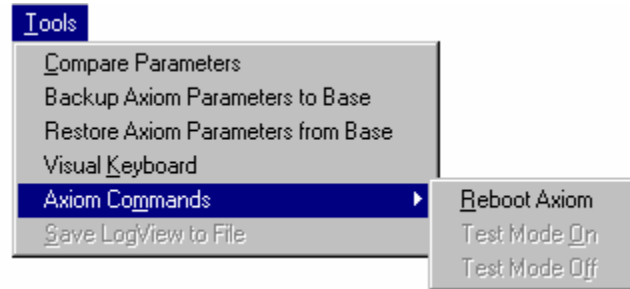 Tools
Compare Parameters
Backup Axiom Parameters to Base
Restore Axiom Parameters from Base
Visual Keyboard
Axiom Commands
Save LogView to File
Reboot Axiom
Test Mode On
Test Mode Off